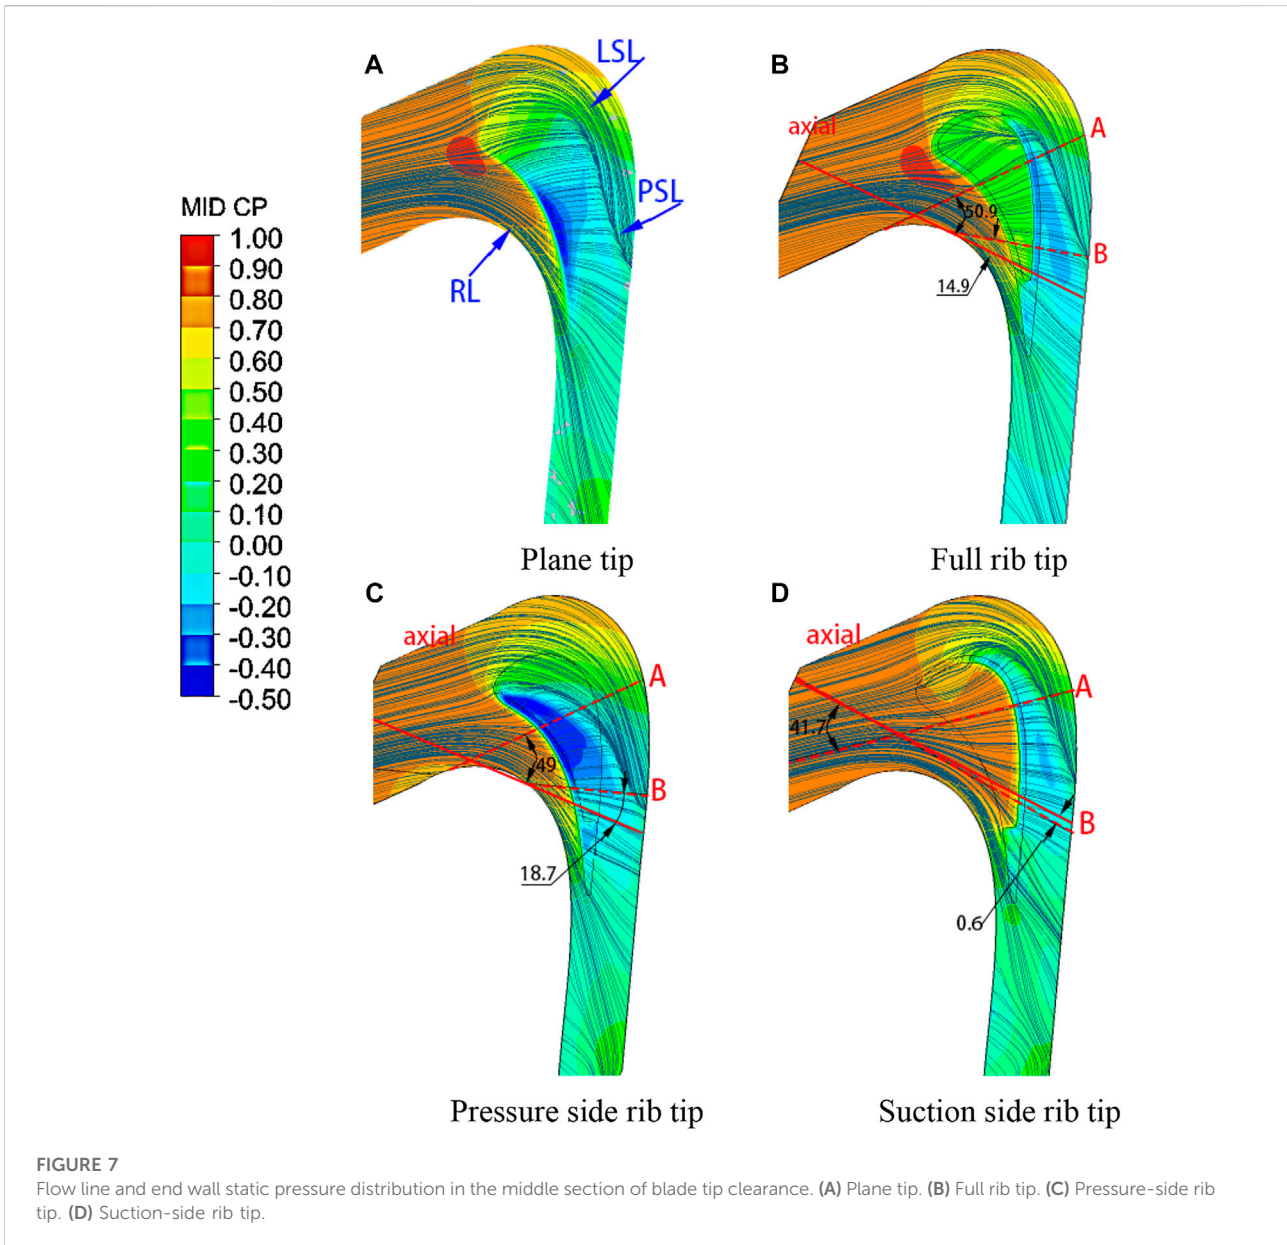 A
LSL
PSL
RL
Plane tip
B
axial
A
50.9
B
14.9
Full rib tip
MID CP
1.00
0.90
0.80
0.70
0.60
0.50
0.40
0.30
0.20
0.10
0.00
-0.10
-0.20
-0.30
-0.40
-0.50
C
axial
A
49
B
18.7
Pressure side rib tip
D
axial
A
41.7
B
0.6
Suction side rib tip
FIGURE 7
Flow line and end wall static pressure distribution in the middle section of blade tip clearance. (A) Plane tip. (B) Full rib tip. (C) Pressure-side rib
tip. (D) Suction-side rib tip.